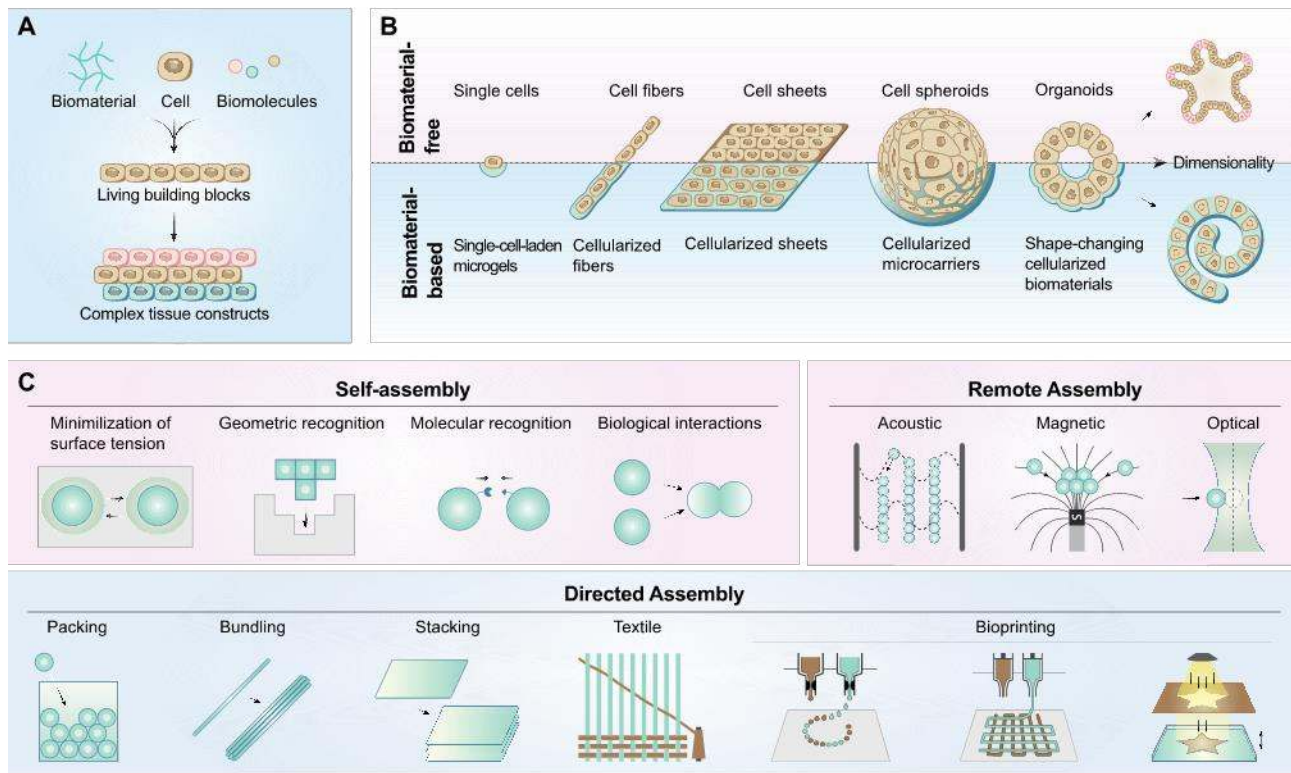 A
Biomaterial Cell Biomolecules
Living building blocks
Complex tissue constructs
B
Biomaterial-
free
Biomaterial-
based
Single cells
Cell fibers
Cell sheets
Cell spheroids
Organoids
Dimensionality
Single-cell-laden
microgels
Cellularized
fibers
Cellularized sheets
Cellularized
microcarriers
Shape-changing
cellularized
biomaterials
C
Self-assembly
Minimilization of
surface tension
Geometric recognition
Molecular recognition
Biological interactions
Remote Assembly
Acoustic
Magnetic
S
Optical
Directed Assembly
Packing
Bundling
Stacking
Textile
Bioprinting